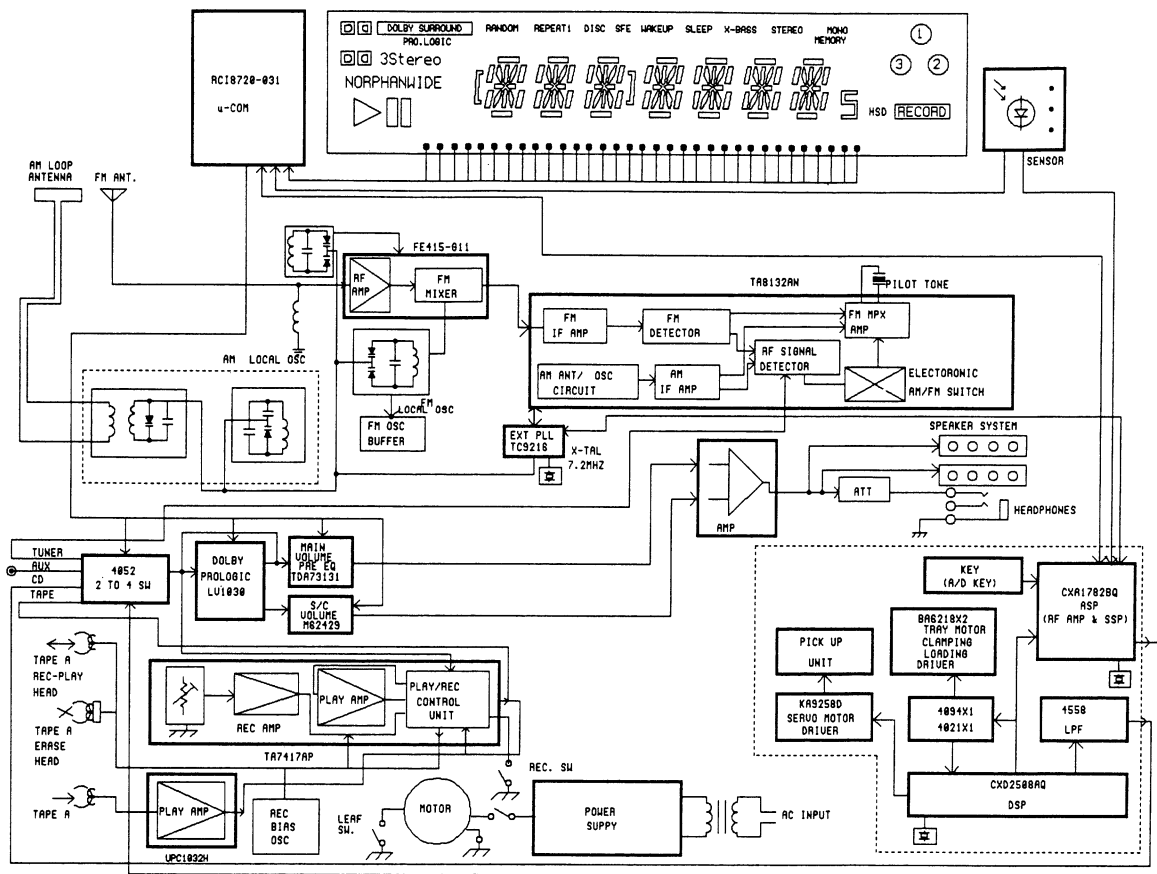 RCI8720-031
u-COM
DOLBY SURROUND
PRO.LOGIC
RANDOM REPEAT1 DISC SFE WAKEUP SLEEP X-BASS STEREO MONO
MEMORY
3Stereo
NORPHANWIDE
1
3 2
HSD RECORD
SENSOR
AM LOOP
ANTENNA
FM ANT.
FE415-G11
RF
AMP
FM
MIXER
TA8132AN
PILOT TONE
FM
IF AMP
FM
DETECTOR
FM MPX
AMP
RF SIGNAL
DETECTOR
AM ANT/ OSC
CIRCUIT
AM
IF AMP
ELECTORONIC
AM/FM SWITCH
AM LOCAL OSC
FM
LOCAL OSC
FM OSC
BUFFER
EXT PLL
TC9216
X-TAL
7.2MHZ
AMP
ATT
SPEAKER SYSTEM
HEADPHONES
TUNER
AUX
CD
TAPE
4052
2 TO 4 SW
DOLBY
PROLOGIC
LV1030
MAIN
VOLUME
PRE EQ
TDA73131
S/C
VOLUME
M62429
TAPE A
REC-PLAY
HEAD
TAPE A
ERASE
HEAD
TAPE A
REC AMP
PLAY AMP
PLAY/REC
CONTROL
UNIT
TA7417AP
PLAY AMP
UPC1032H
REC
BIAS
OSC
REC. SW
LEAF
SW.
MOTOR
POWER
SUPPY
AC INPUT
KEY
(A/D KEY)
CXA1782BQ
ASP
(RF AMP & SSP)
BA6218X2
TRAY MOTOR
CLAMPING
LOADING
DRIVER
PICK UP
UNIT
KA9258D
SERVO MOTOR
DRIVER
4094X1
4021X1
4558
LPF
CXD2508AQ
DSP